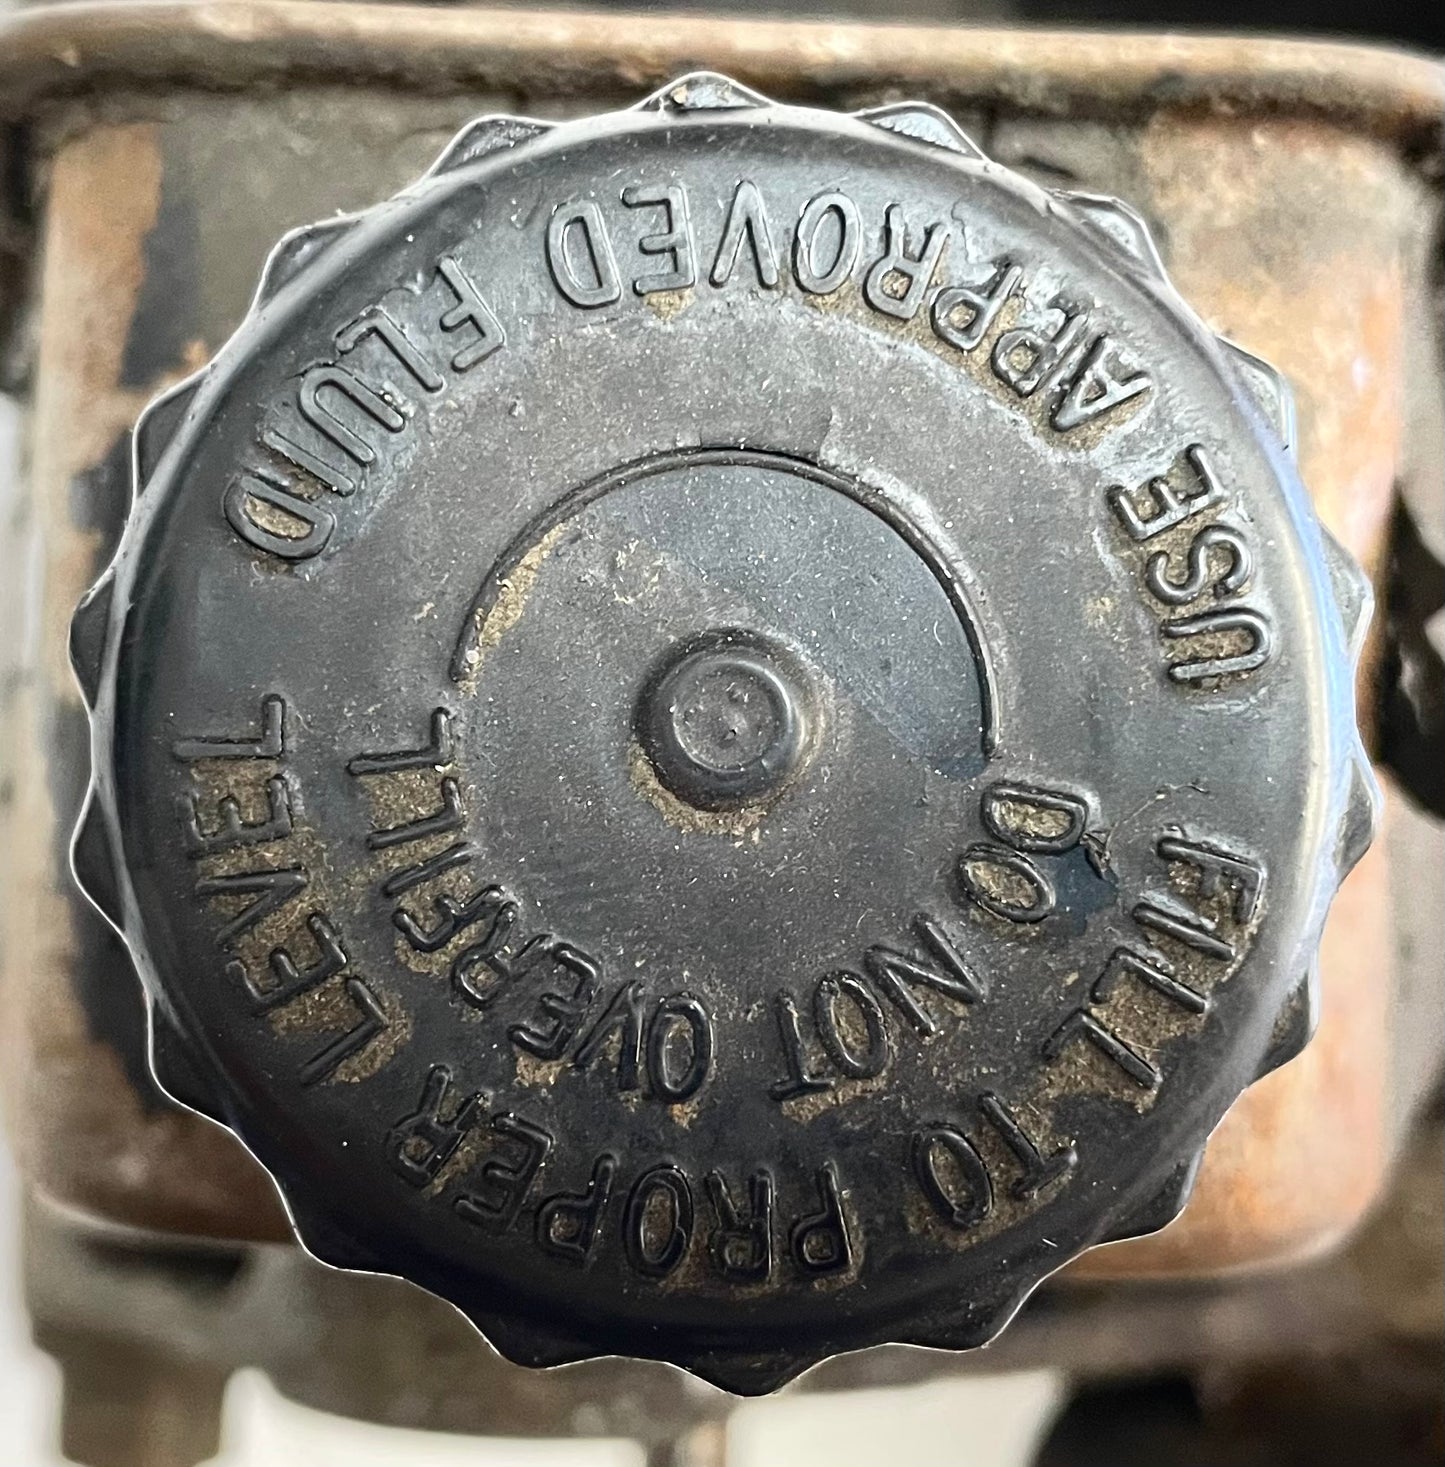 USE APPROVED FLUID
FILL TO PROPER LEVEL
DO NOT OVERFILL